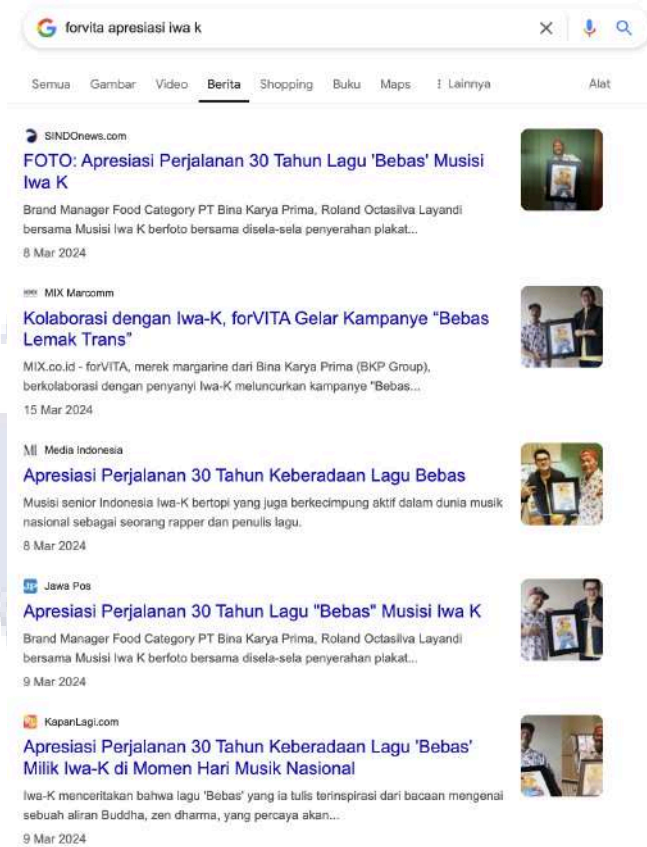 forvita apresiasi iwa k
Semua Gambar Video Berita Shopping Buku Maps Lainnya Alat
SINDOnews.com
FOTO: Apresiasi Perjalanan 30 Tahun Lagu 'Bebas' Musisi
Iwa K
Brand Manager Food Category PT Bina Karya Prima, Roland Octasilva Layandi
bersama Musisi Iwa K berfoto bersama disela-sela penyerahan plakat...
8 Mar 2024
MIX Marcomm
Kolaborasi dengan Iwa-K, forVITA Gelar Kampanye “Bebas
Lemak Trans”
MIX.co.id - forVITA, merek margarine dari Bina Karya Prima (BKP Group),
berkolaborasi dengan penyanyi Iwa-K meluncurkan kampanye "Bebas...
15 Mar 2024
MI Media Indonesia
Apresiasi Perjalanan 30 Tahun Keberadaan Lagu Bebas
Musisi senior Indonesia Iwa-K bertopi yang juga berkecimpung aktif dalam dunia musik
nasional sebagai seorang rapper dan penulis lagu.
8 Mar 2024
JP Jawa Pos
Apresiasi Perjalanan 30 Tahun Lagu "Bebas" Musisi Iwa K
Brand Manager Food Category PT Bina Karya Prima, Roland Octasilva Layandi
bersama Musisi Iwa K berfoto bersama disela-sela penyerahan plakat...
9 Mar 2024
KapanLagi.com
Apresiasi Perjalanan 30 Tahun Keberadaan Lagu 'Bebas'
Milik Iwa-K di Momen Hari Musik Nasional
Iwa-K menceritakan bahwa lagu 'Bebas' yang ia tulis terinspirasi dari bacaan mengenai
sebuah aliran Buddha, zen dharma, yang percaya akan...
9 Mar 2024